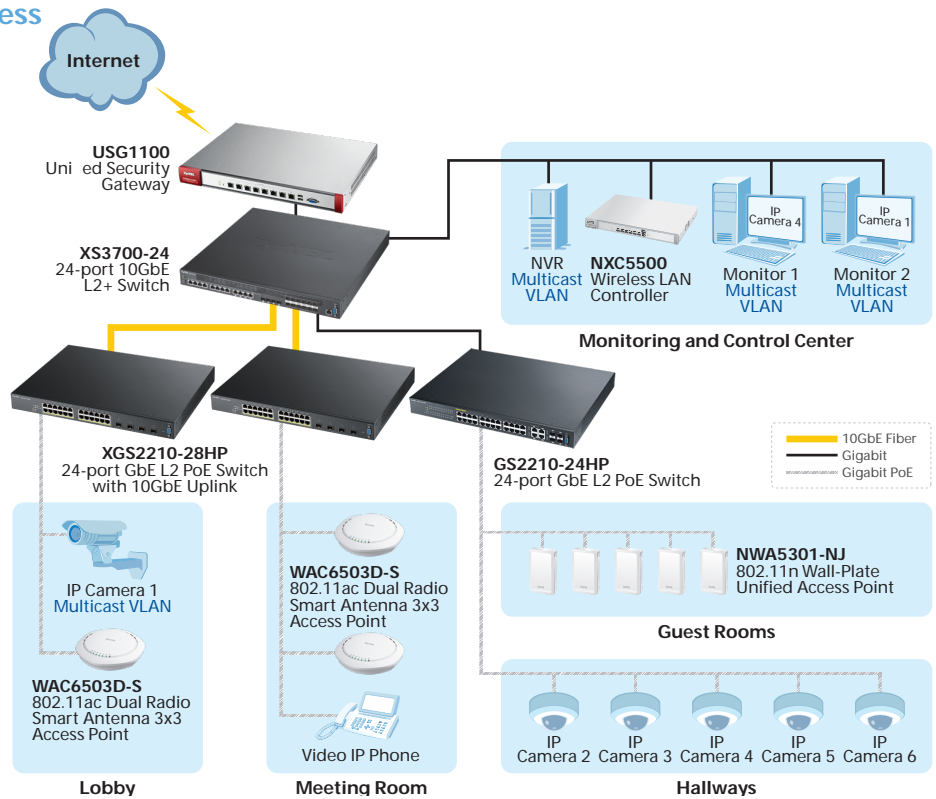 ess
Internet
USG1100
Uni ed Security
Gateway
XS3700-24
24-port 10GbE
L2+ Switch
IP
Camera 4
IP
Camera 1
NVR
Multicast
VLAN
NXC5500
Wireless LAN
Controller
Monitor 1
Multicast
VLAN
Monitor 2
Multicast
VLAN
Monitoring and Control Center
XGS2210-28HP
24-port GbE L2 PoE Switch
with 10GbE Uplink
GS2210-24HP
24-port GbE L2 PoE Switch
10GbE Fiber
Gigabit
Gigabit PoE
IP Camera 1
Multicast VLAN
WAC6503D-S
802.11ac Dual Radio
Smart Antenna 3x3
Access Point
Lobby
WAC6503D-S
802.11ac Dual Radio
Smart Antenna 3x3
Access Point
Video IP Phone
Meeting Room
NWA5301-NJ
802.11n Wall-Plate
Unified Access Point
Guest Rooms
IP
Camera 2
IP
Camera 3
IP
Camera 4
IP
Camera 5
IP
Camera 6
Hallways